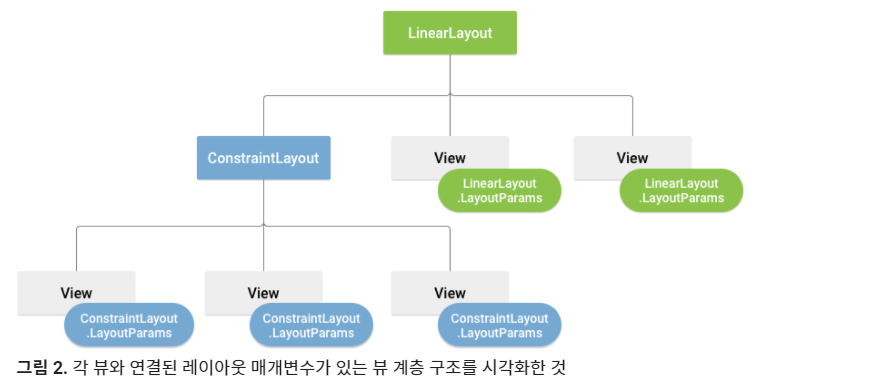 LinearLayout
ConstraintLayout
View
View
LinearLayout
.LayoutParams
LinearLayout
.LayoutParams
View
View
View
ConstraintLayout
.LayoutParams
ConstraintLayout
.LayoutParams
ConstraintLayout
.LayoutParams
그림 2. 각 뷰와 연결된 레이아웃 매개변수가 있는 뷰 계층 구조를 시각화한 것